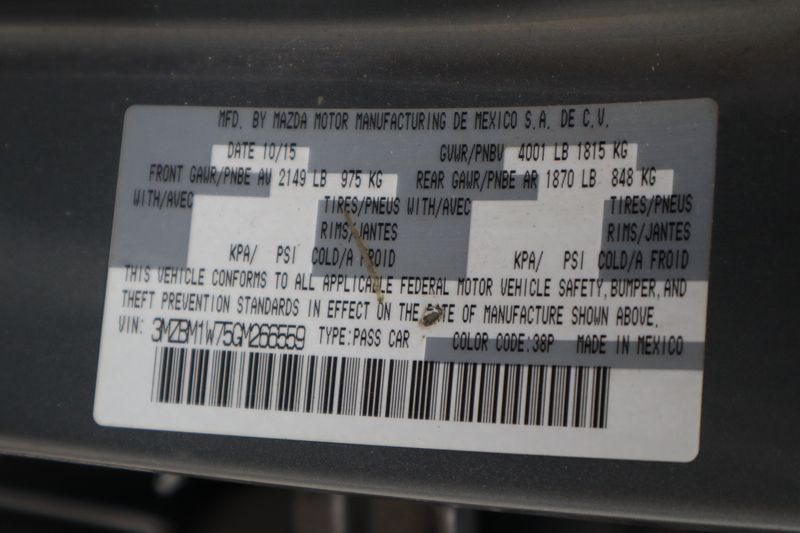 MFD. BY MAZDA MOTOR MANUFACTURING DE MEXICO S.A. DE C.V.
DATE 10/15 GVWR/PNBV 4001 LB 1815 KG
FRONT GAWR/PNBE AV 2149 LB 975 KG REAR GAWR/PNBE AR 1870 LB 848 KG
WITH/AVEC TIRES/PNEUS WITH/AVEC TIRES/PNEUS
RIMS/JANTES RIMS/JANTES
KPA/ PSI COLD/A FROID KPA/ PSI COLD/A FROID
THIS VEHICLE CONFORMS TO ALL APPLICABLE FEDERAL MOTOR VEHICLE SAFETY,BUMPER,AND
THEFT PREVENTION STANDARDS IN EFFECT ON THE DATE OF MANUFACTURE SHOWN ABOVE.
VIN: 3MZBM1W75GM266559 TYPE:PASS CAR COLOR CODE:38P MADE IN MEXICO